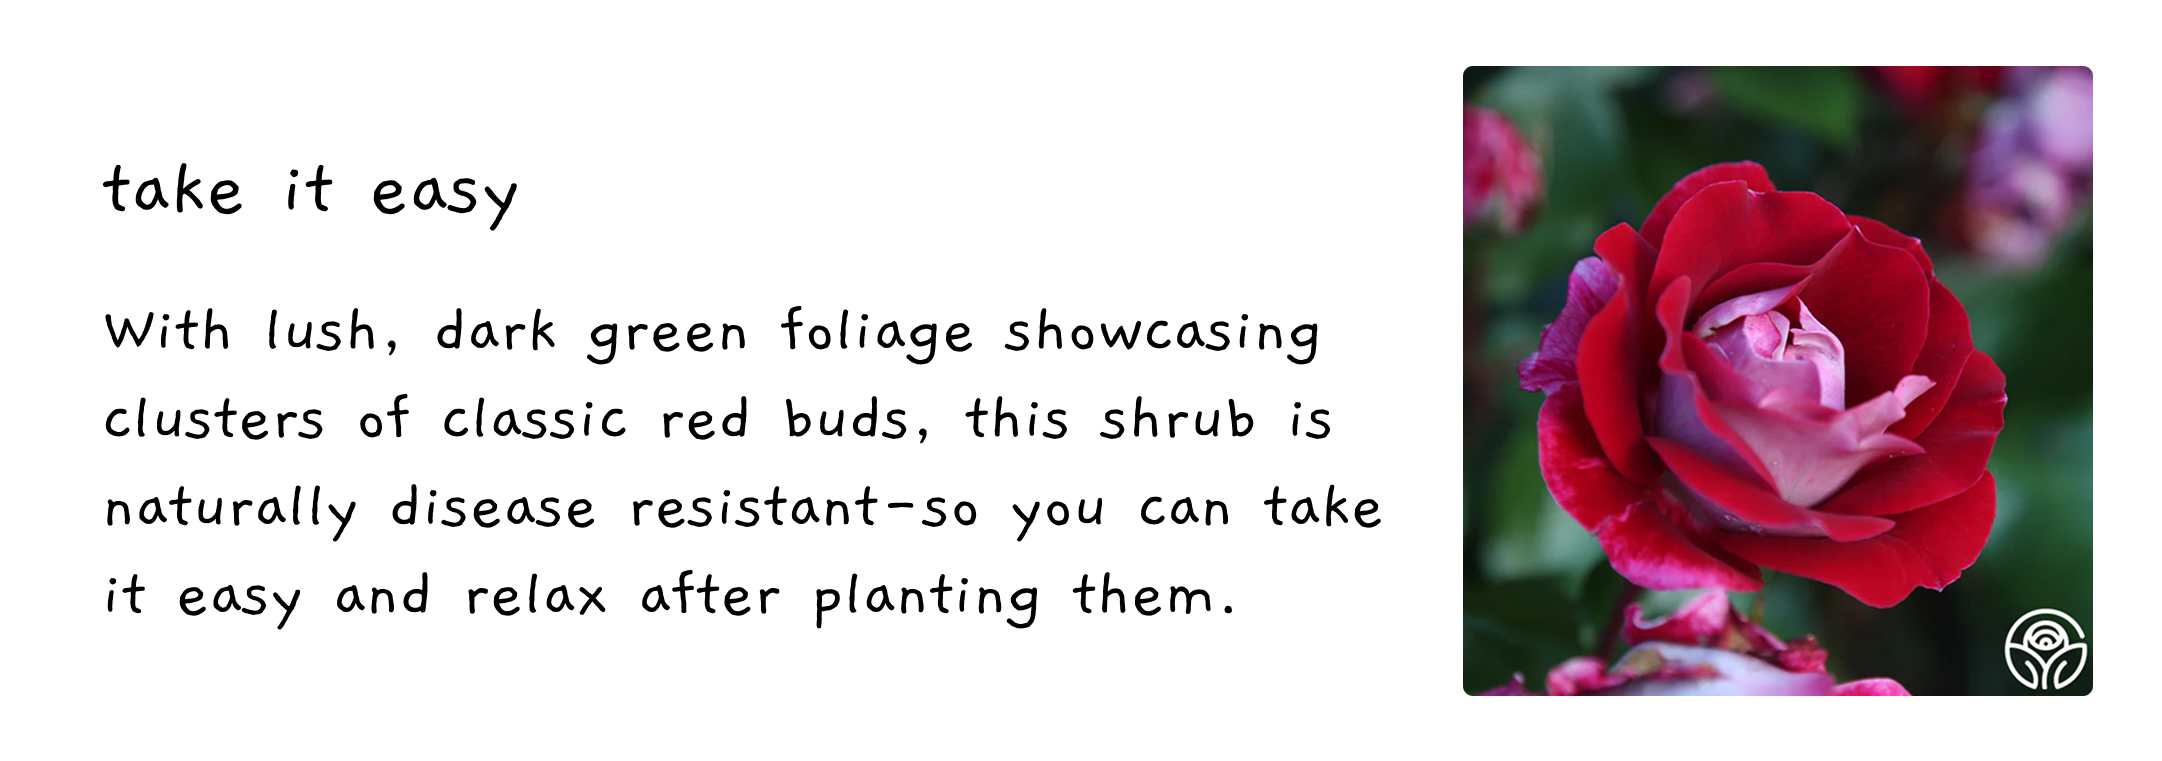 take it easy
With lush, dark green foliage showcasing
clusters of classic red buds, this shrub is
naturally disease resistant-so you can take
it easy and relax after planting them.